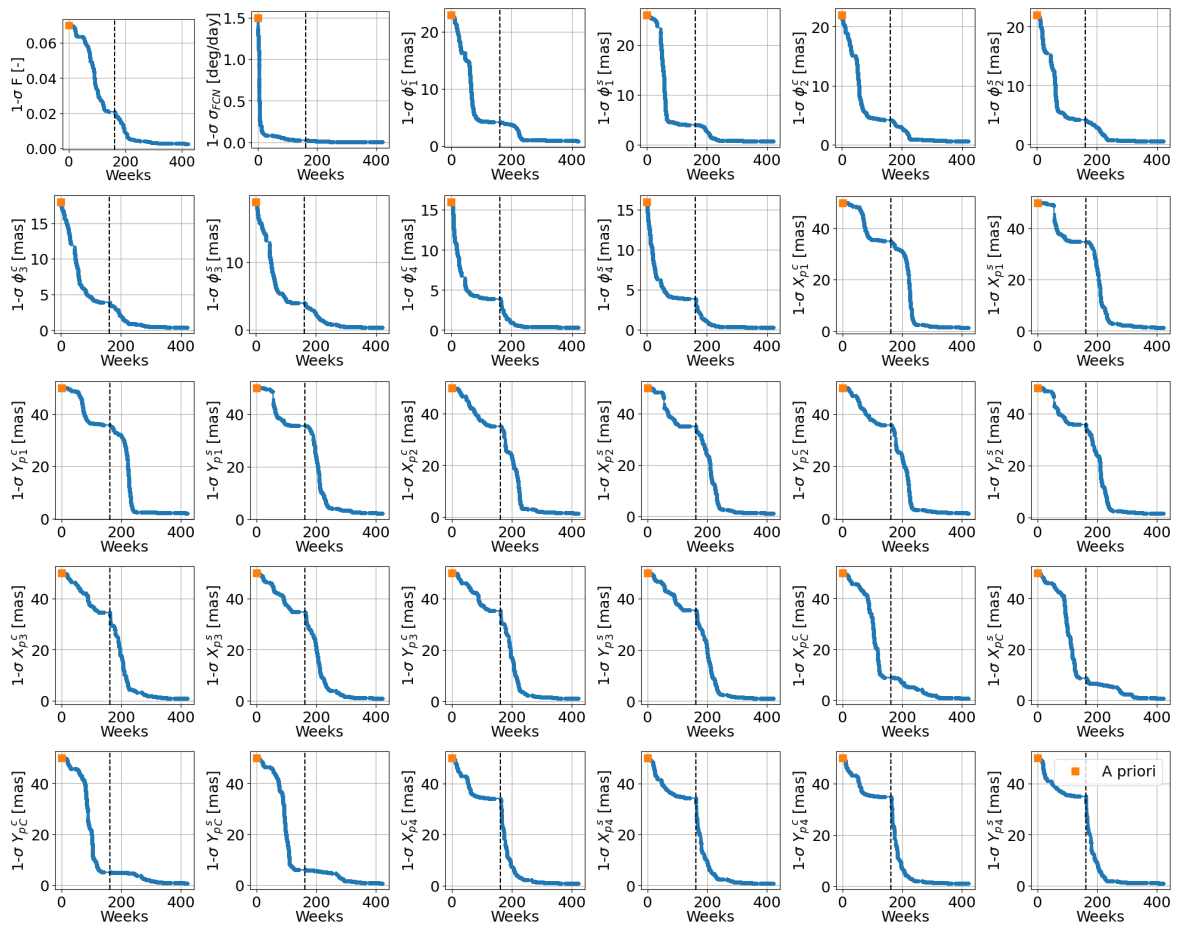 1-σ F [-]
0.06
0.04
0.02
0.00
0 200 400
Weeks
1-σ σ_FCN [deg/day]
1.5
1.0
0.5
0.0
0 200 400
Weeks
1-σ ϕ₁ᶜ [mas]
20
10
0
0 200 400
Weeks
1-σ ϕ₁ˢ [mas]
20
10
0
0 200 400
Weeks
1-σ ϕ₂ᶜ [mas]
20
10
0
0 200 400
Weeks
1-σ ϕ₂ˢ [mas]
20
10
0
0 200 400
Weeks
1-σ ϕ₃ᶜ [mas]
15
10
5
0
0 200 400
Weeks
1-σ ϕ₃ˢ [mas]
10
0
0 200 400
Weeks
1-σ ϕ₄ᶜ [mas]
15
10
5
0
0 200 400
Weeks
1-σ ϕ₄ˢ [mas]
15
10
5
0
0 200 400
Weeks
1-σ X_p1^c [mas]
40
20
0
0 200 400
Weeks
1-σ X_p1^s [mas]
40
20
0
0 200 400
Weeks
1-σ Y_p1^c [mas]
40
20
0
0 200 400
Weeks
1-σ Y_p1^s [mas]
40
20
0
0 200 400
Weeks
1-σ X_p2^c [mas]
40
20
0
0 200 400
Weeks
1-σ X_p2^s [mas]
40
20
0
0 200 400
Weeks
1-σ Y_p2^c [mas]
40
20
0
0 200 400
Weeks
1-σ Y_p2^s [mas]
40
20
0
0 200 400
Weeks
1-σ X_p3^c [mas]
40
20
0
0 200 400
Weeks
1-σ X_p3^s [mas]
40
20
0
0 200 400
Weeks
1-σ Y_p3^c [mas]
40
20
0
0 200 400
Weeks
1-σ Y_p3^s [mas]
40
20
0
0 200 400
Weeks
1-σ X_pC^c [mas]
40
20
0
0 200 400
Weeks
1-σ X_pC^s [mas]
40
20
0
0 200 400
Weeks
1-σ Y_pC^c [mas]
40
20
0
0 200 400
Weeks
1-σ Y_pC^s [mas]
40
20
0
0 200 400
Weeks
1-σ X_p4^c [mas]
40
20
0
0 200 400
Weeks
1-σ X_p4^s [mas]
40
20
0
0 200 400
Weeks
1-σ Y_p4^c [mas]
40
20
0
0 200 400
Weeks
1-σ Y_p4^s [mas]
40
20
0
0 200 400
Weeks
A priori